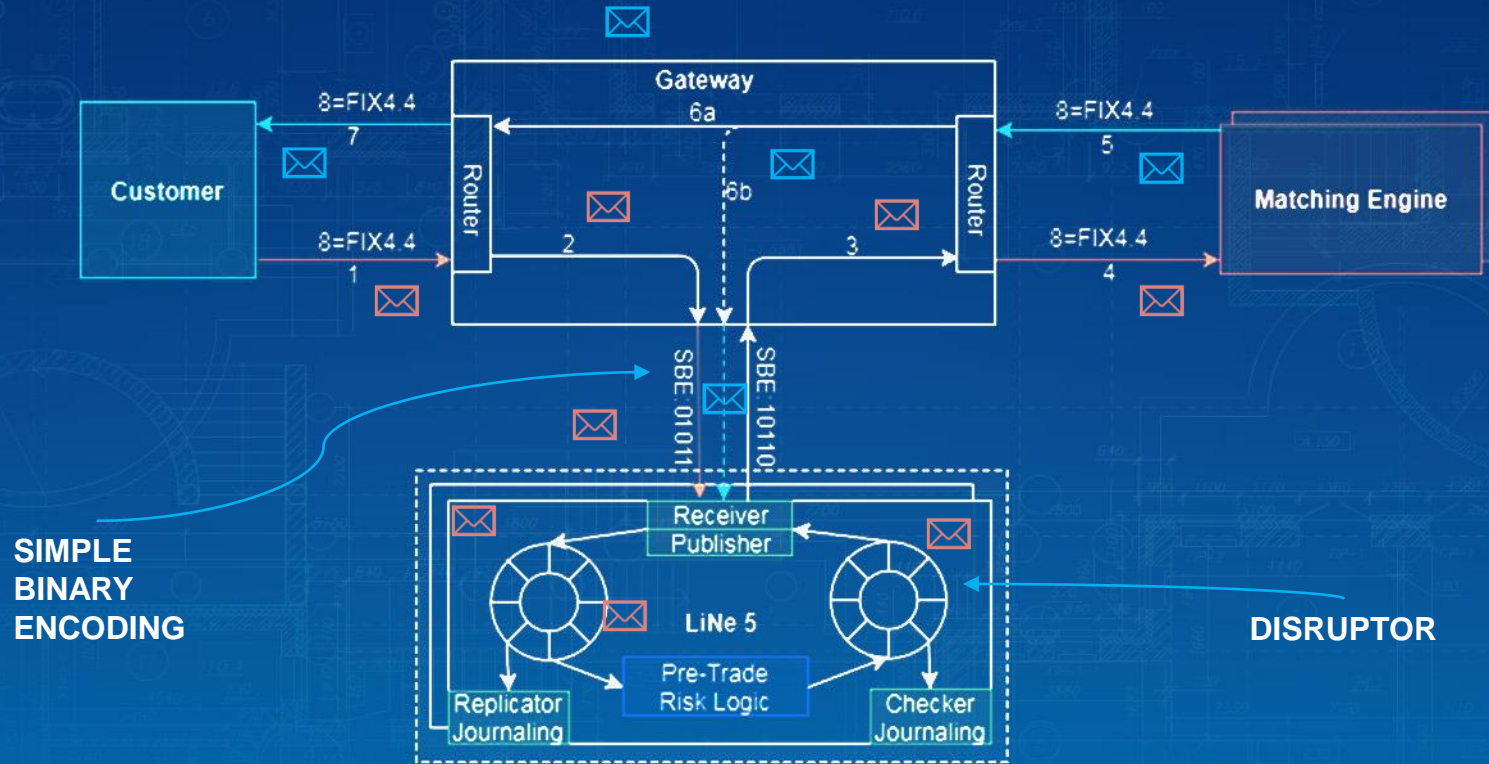 Gateway
8=FIX4.4
7
6a
8=FIX4.4
5
Customer
Router
6b
Router
Matching Engine
8=FIX4.4
1
2
3
8=FIX4.4
4
SBE:01011
SBE:10110
SIMPLE
BINARY
ENCODING
Receiver
Publisher
LiNe 5
DISRUPTOR
Pre-Trade
Risk Logic
Replicator
Journaling
Checker
Journaling